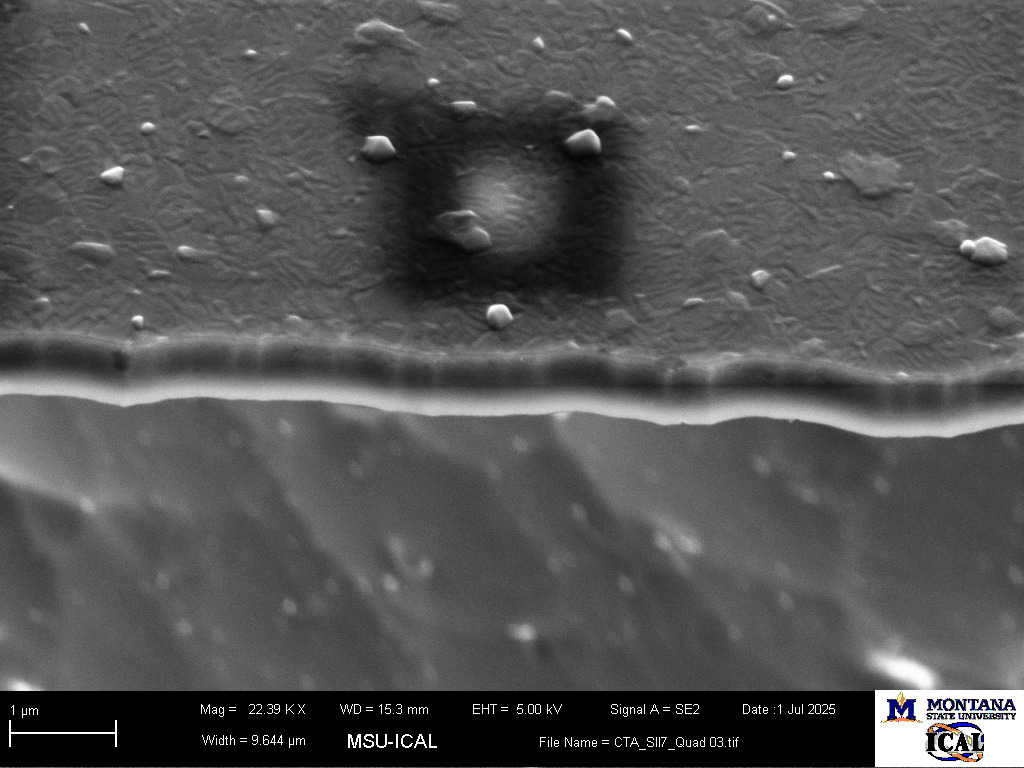 1 µm
Mag = 22.39 K X WD = 15.3 mm EHT = 5.00 kV Signal A = SE2 Date :1 Jul 2025
Width = 9.644 µm MSU-ICAL File Name = CTA_SII7_Quad 03.tif
M MONTANA
STATE UNIVERSITY
ICAL